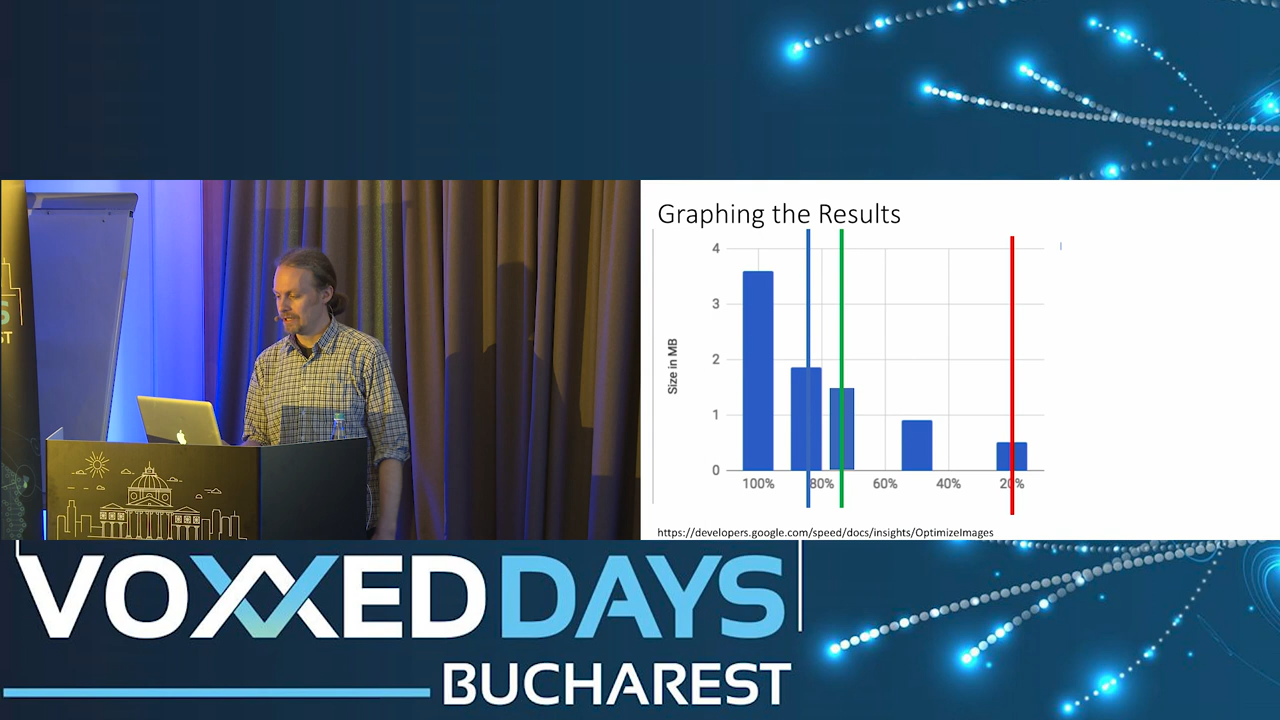 Graphing the Results
4
3
2
1
0
Size in MB
100%
80%
60%
40%
20%
https://developers.google.com/speed/docs/insights/OptimizeImages
VOXXED DAYS
BUCHAREST